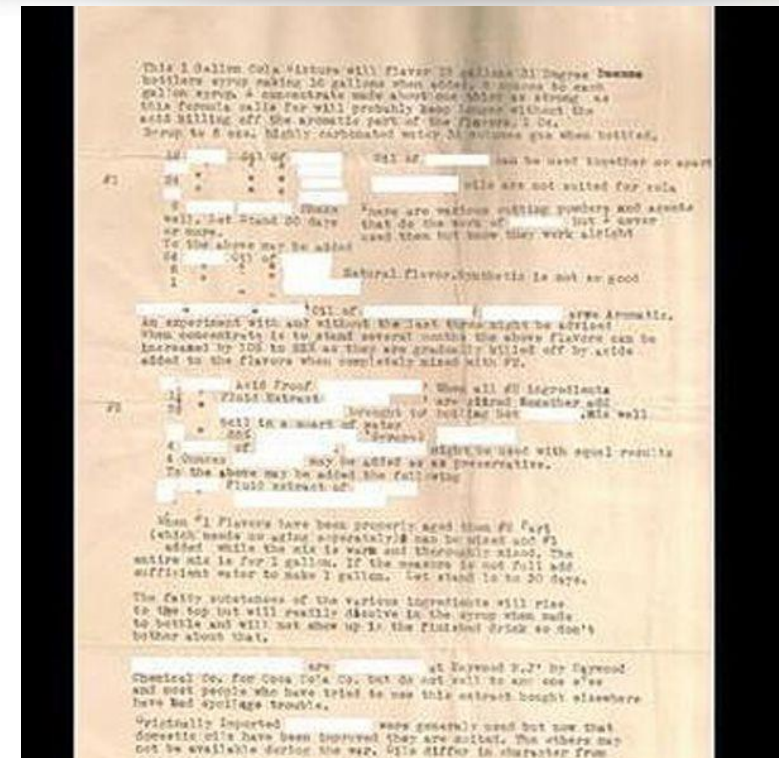 This 1 Gallon Cola mixture will flavor gallons Degree
bottlers syrup making 16 gallons when added, ounces to each
gallon syrup. A concentrate made about one third as strong as
this formula calls for will probably keep longer without the
acid killing off the aromatic part of the flavors. 1 Oz.
Syrup to 6 ozs. highly carbonated water gas when bottled.
Oil of Oil of can be used together or apart
#1
oils are not suited for cola
Shake There are various cutting powders and agents
well. Let Stand 30 days that do the work of but I never
or more. used them but know they work alright
To the above may be added
Oil of
Natural flavor. Synthetic is not so good
1
Oil of are Aromatic.
An experiment with and without the last three might be advised
When concentrate is to stand several months the above flavors can be
increased by 10% to as they are gradually killed off by acids
added to the flavors when completely mixed with #2.
Acid Proof When all #2 ingredients
#2 Fluid Extract are stired together add
brought to boiling hot mix well
boil in a quart of water
of might be used with equal results
4 Ounces may be added as as preservative.
To the above may be added the following
Fluid extract of
When #1 Flavors have been properly aged then #2 Part
(which needs no aging seperately) can be mixed and #1
added while the mix is warm and thoroughly mixed. The
entire mix is for 1 gallon. If the measure is not full add
sufficient water to make 1 gallon. Let stand to 30 days.
The fatty substances of the various ingredients will rise
to the top but will readily disolve in the syrup when made
to bottle and will not show up in the finished drink so don't
bother about that.
are at Maywood N.J. by Maywood
Chemical Co. for Coca Cola Co. but do not sell to any one else
and most people who have tried to use this extract bought elsewhere
have had spoilage trouble.
Originally Imported were generaly used but now that
domestic oils have been improved they are suited. The others may
not be available during the war. Oils differ in character from